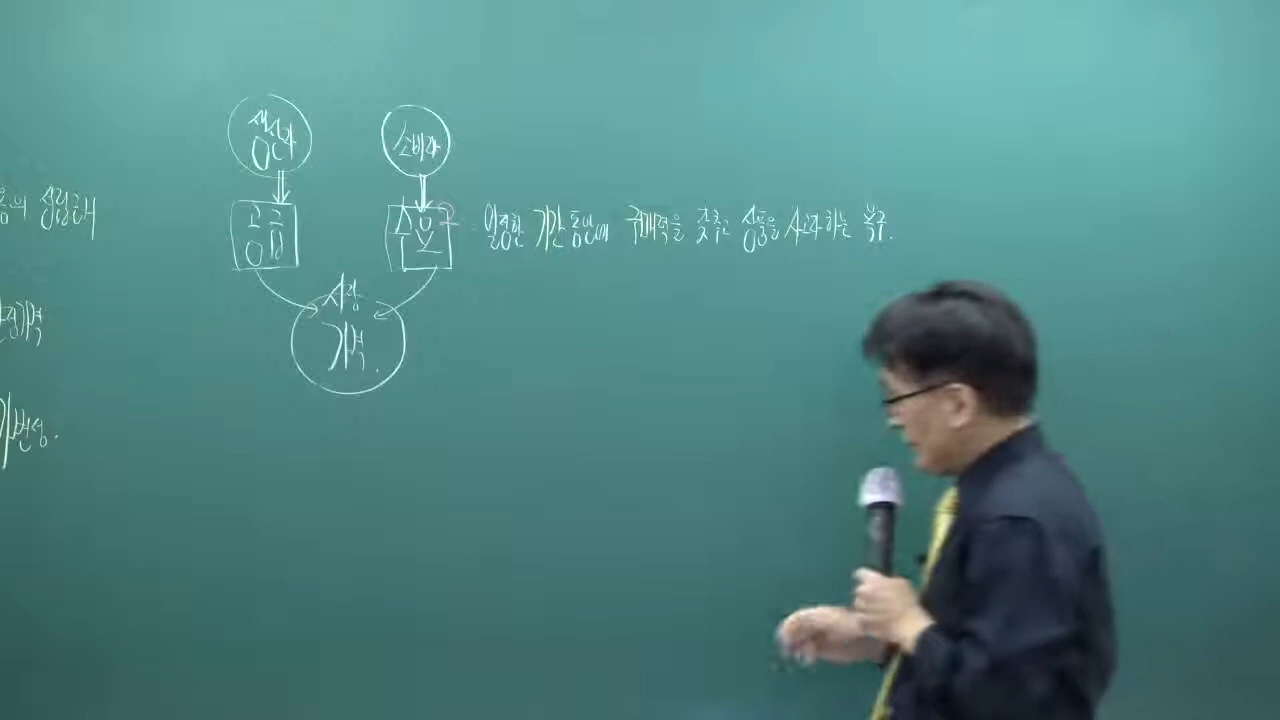 생산자
소비자
공급
수요
일정한 기간 동안에 구매력을 갖추고 상품을 사고자 하는 욕구.
시장
가격.